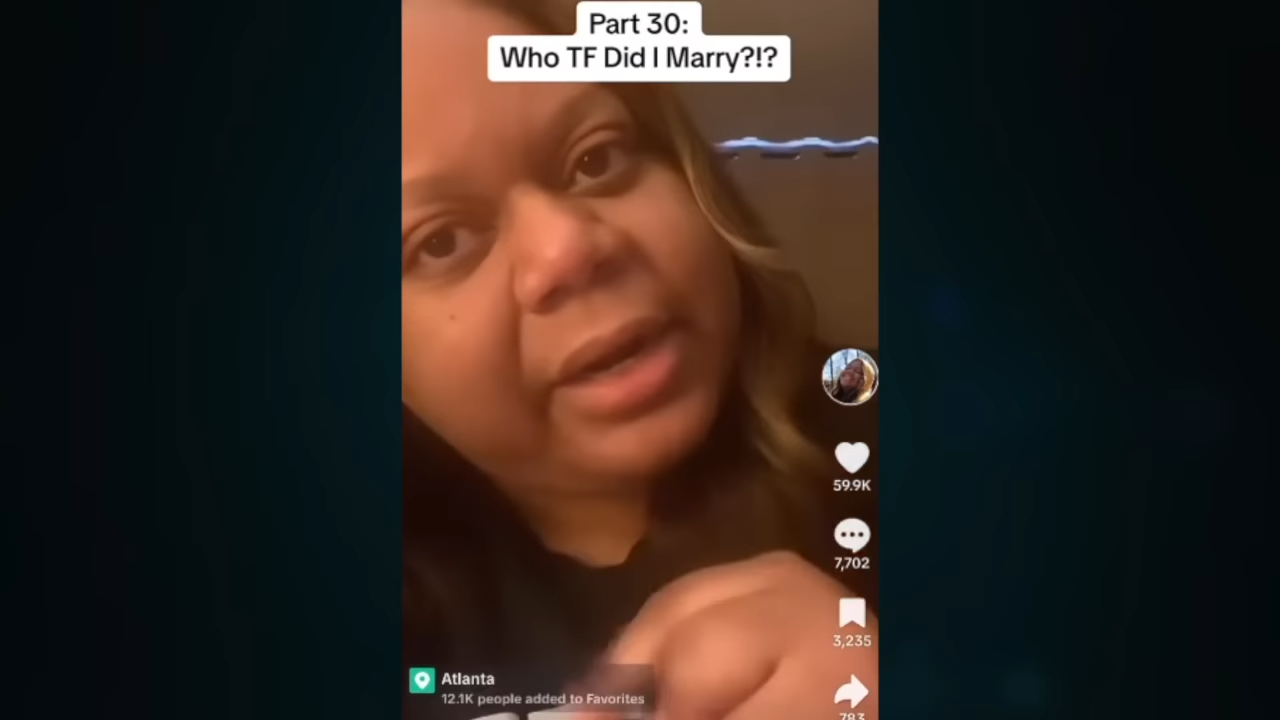 Part 30:
Who TF Did I Marry?!?
59.9K
7,702
3,235
783
Atlanta
12.1K people added to Favorites